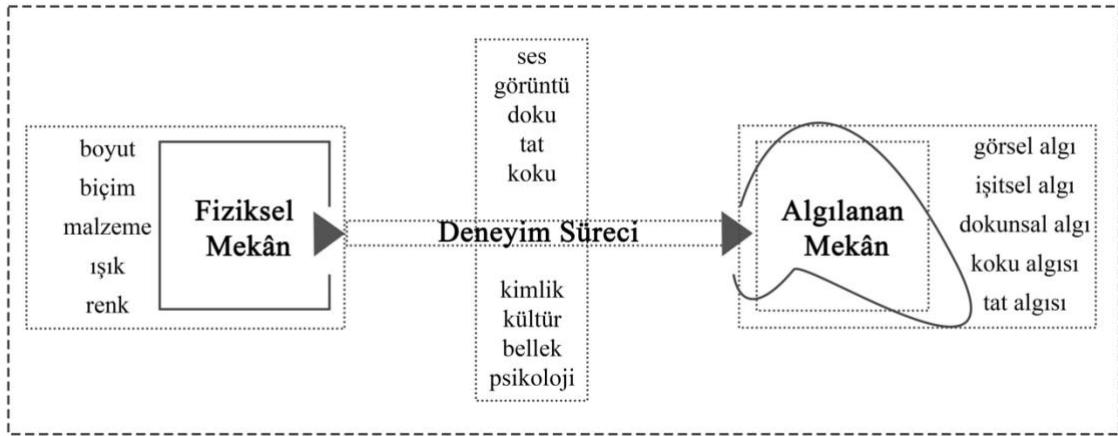 boyut
biçim
malzeme
ışık
renk
Fiziksel
Mekân
ses
görüntü
doku
tat
koku
Deneyim Süreci
kimlik
kültür
bellek
psikoloji
Algılanan
Mekân
görsel algı
işitsel algı
dokunsal algı
koku algısı
tat algısı